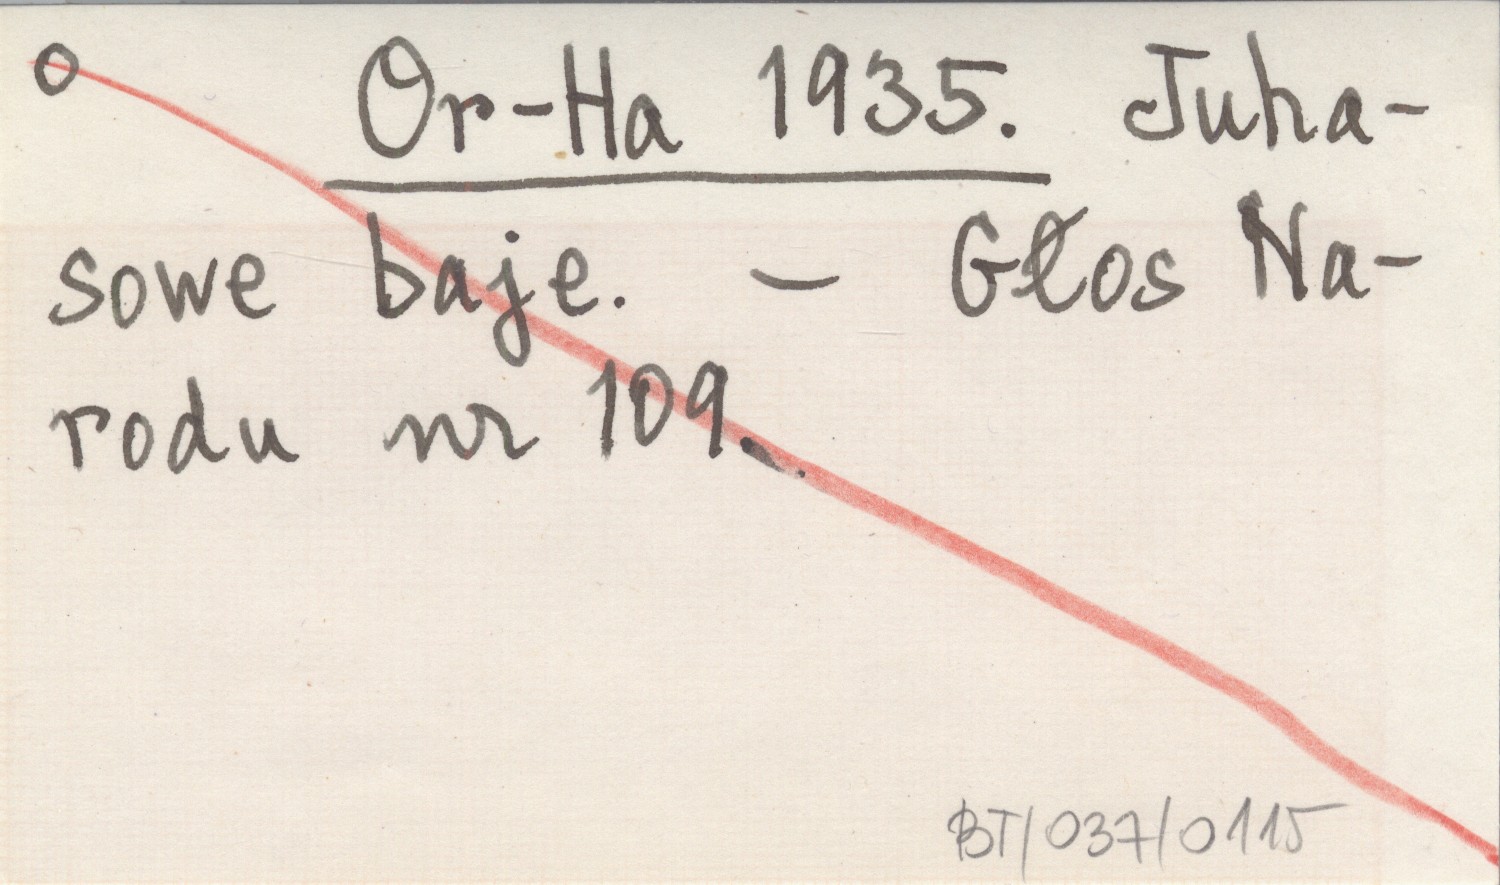 O Or-Ha 1935. Juha-
sowe baje. – Głos Na-
rodu nr 109.
BT/037/0115